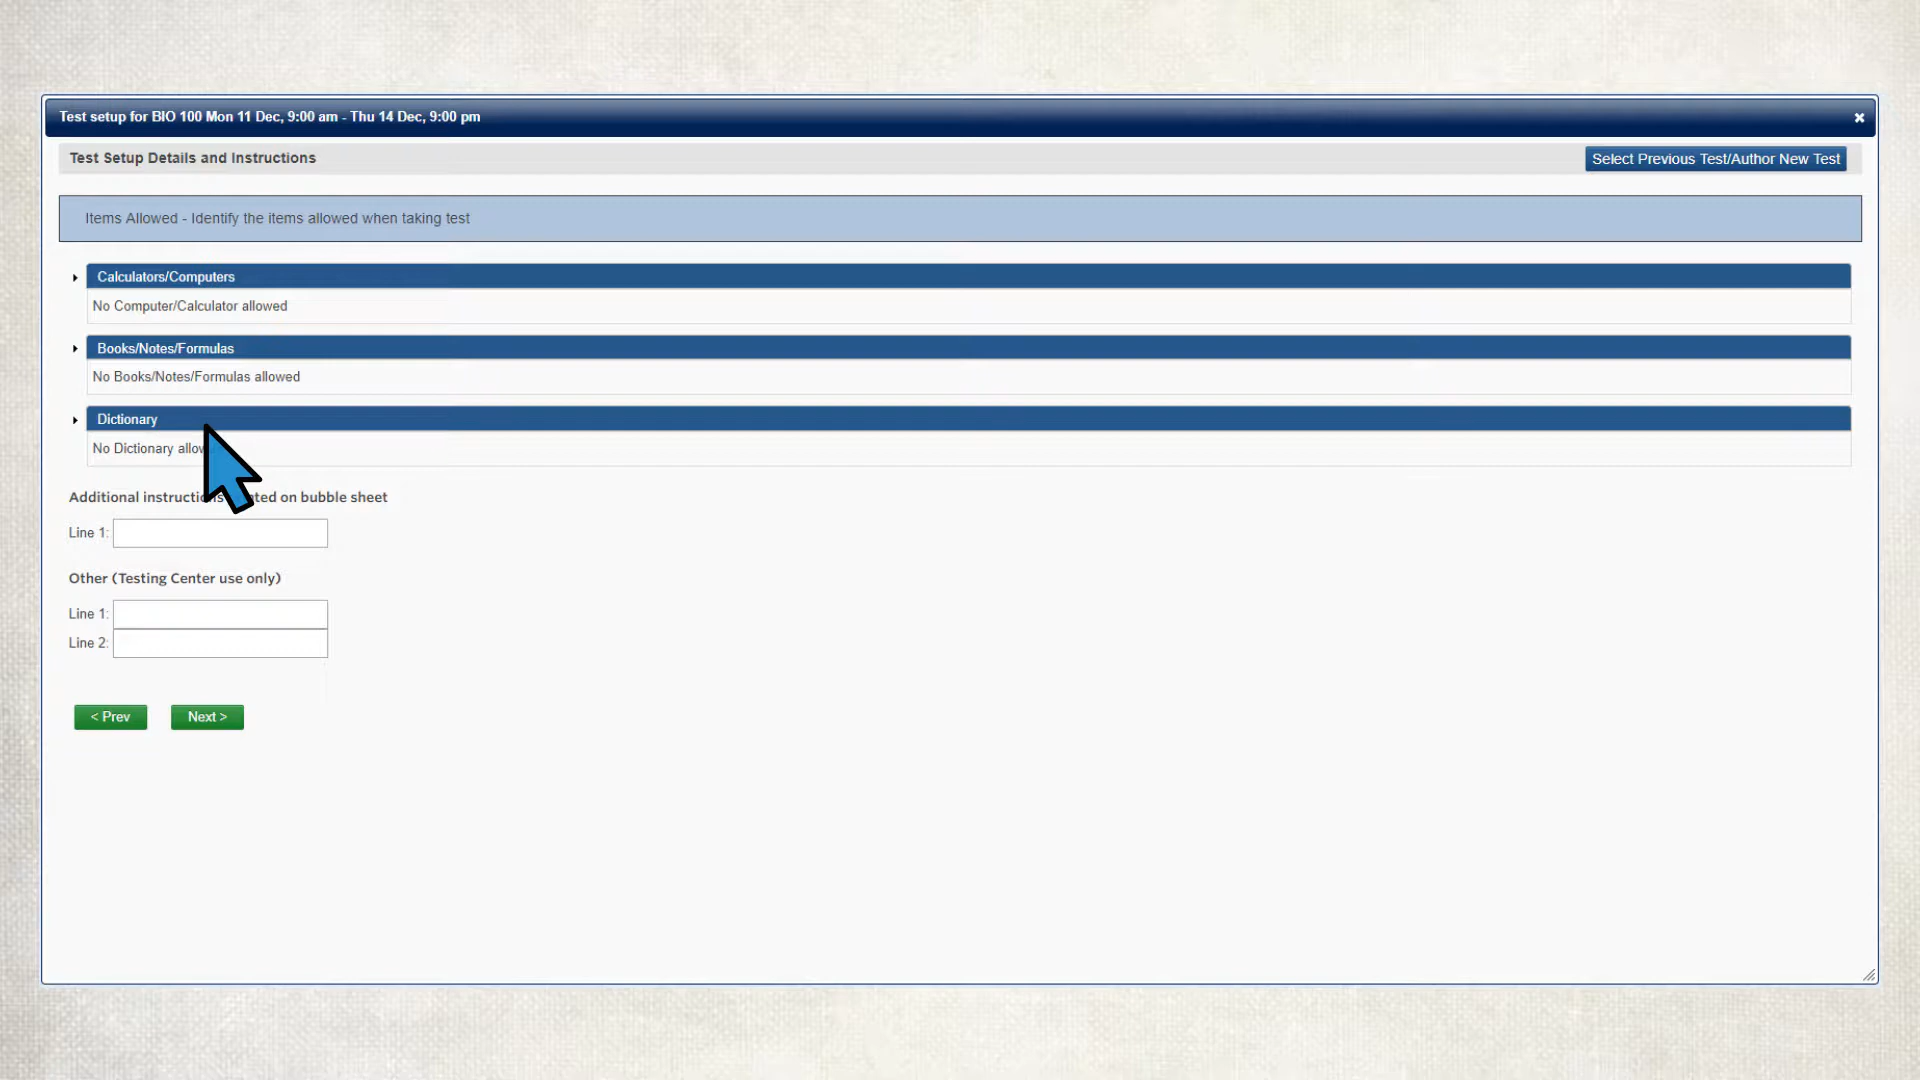 Test setup for BIO 100 Mon 11 Dec, 9:00 am - Thu 14 Dec, 9:00 pm
Test Setup Details and Instructions
Select Previous Test/Author New Test
Items Allowed - Identify the items allowed when taking test
Calculators/Computers
No Computer/Calculator allowed
Books/Notes/Formulas
No Books/Notes/Formulas allowed
Dictionary
No Dictionary
Additional on bubble sheet
Line 1:
Other (Testing Center use only)
Line 1:
Line 2:
< Prev
Next >